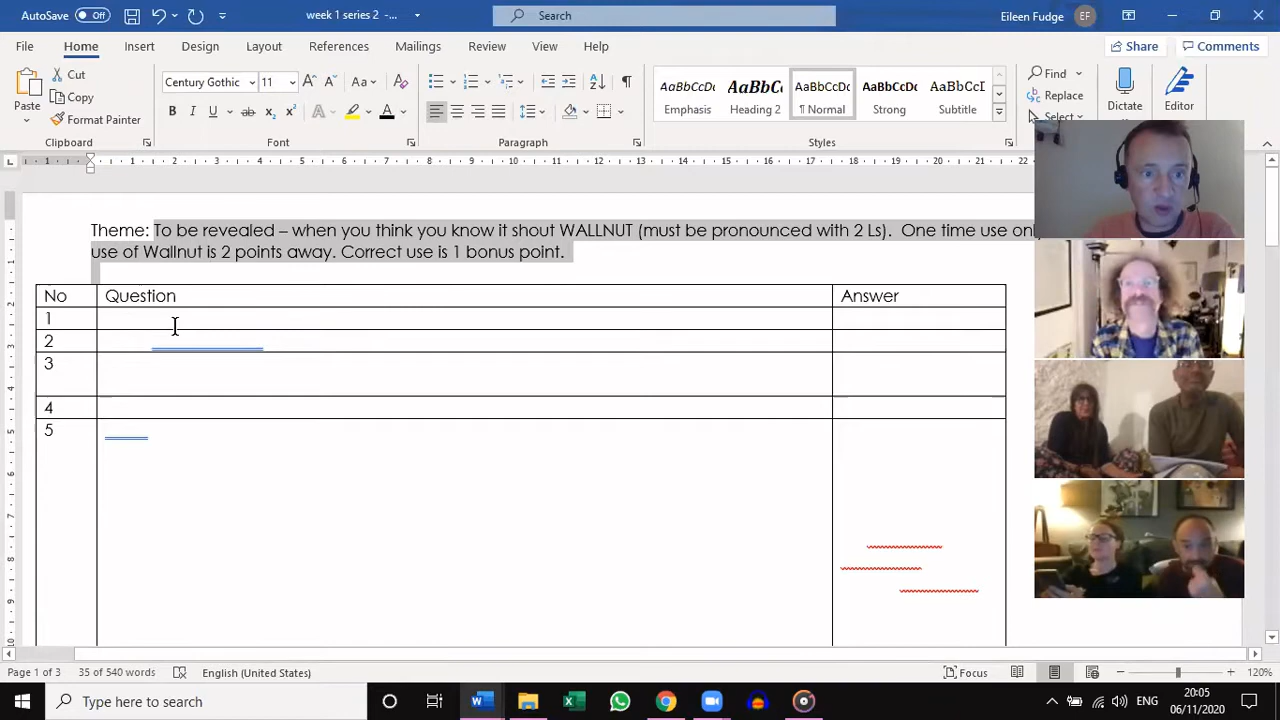 AutoSave Off week 1 series 2 -... Search Eileen Fudge EF
File Home Insert Design Layout References Mailings Review View Help Share Comments
Paste Cut Copy Format Painter Clipboard
Century Gothic 11 Font
Paragraph
AaBbCcDc AaBbC AaBbCcDc AaBbCcDc AaBbCcI
Emphasis Heading 2 ¶ Normal Strong Subtitle
Styles
Find Replace Select
Dictate Editor
Theme: To be revealed – when you think you know it shout WALLNUT (must be pronounced with 2 Ls). One time use only
use of Wallnut is 2 points away. Correct use is 1 bonus point.
No Question Answer
1
2
3
4
5
Page 1 of 3 35 of 540 words English (United States) Focus 120%
Type here to search ENG 20:05
06/11/2020